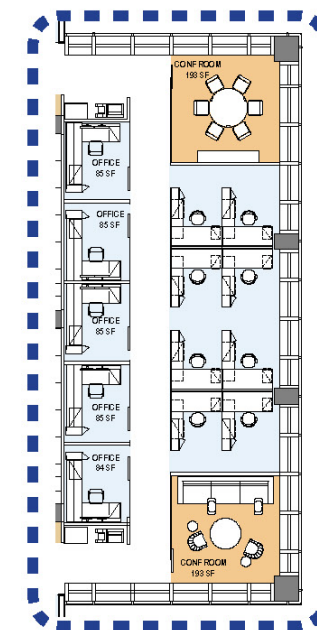 CONF ROOM
193 SF
OFFICE
85 SF
OFFICE
85 SF
OFFICE
85 SF
OFFICE
85 SF
OFFICE
84 SF
CONF ROOM
193 SF